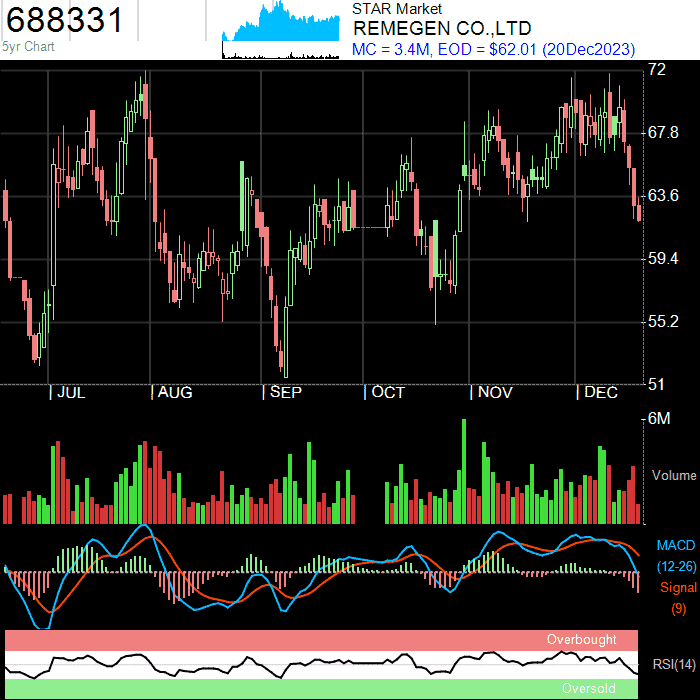 688331
5yr Chart
STAR Market
REMEGEN CO.,LTD
MC = 3.4M, EOD = $62.01 (20Dec2023)
72
67.8
63.6
59.4
55.2
51
| JUL | AUG | SEP | OCT | NOV | DEC
6M
Volume
MACD
(12-26)
Signal
(9)
Overbought
RSI(14)
Oversold